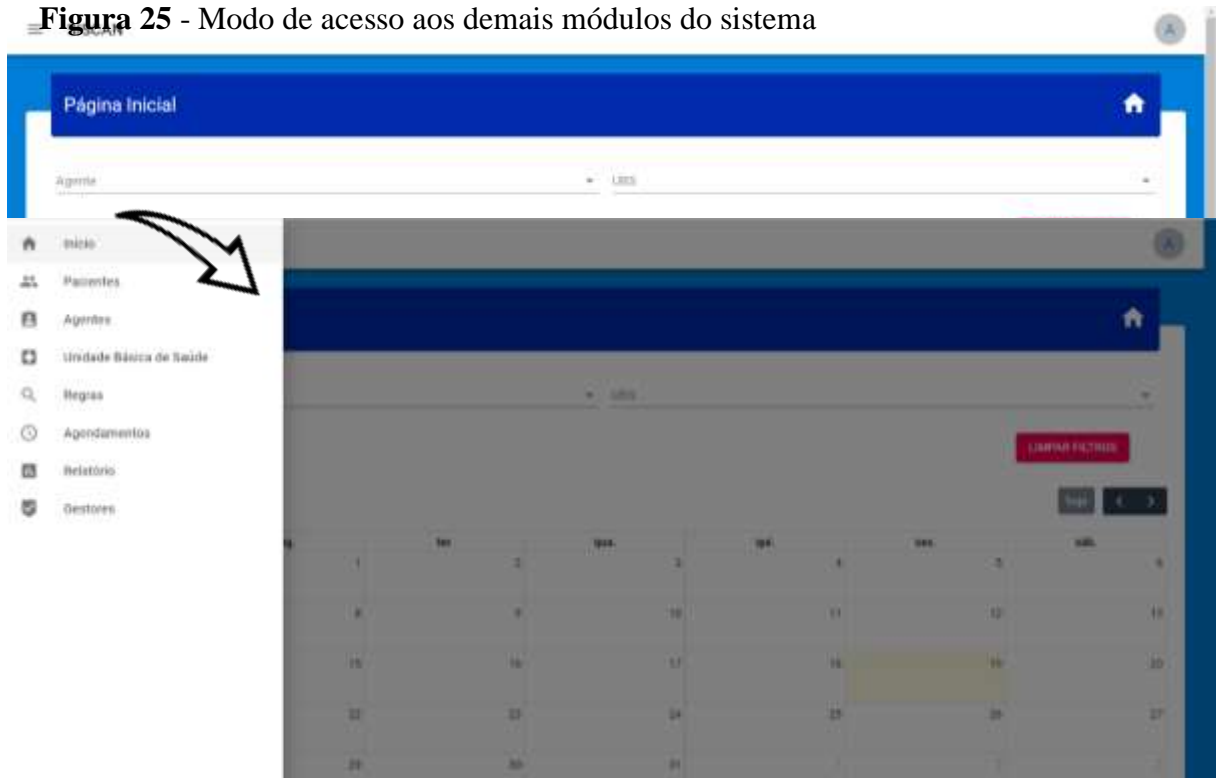 Figura 25 - Modo de acesso aos demais módulos do sistema
A
Página Inicial
Agente UBS
Início
A
Pacientes
Agentes
Unidade Básica de Saúde
Regras
UBS
Agendamentos
LIMPAR FILTROS
Relatório
Gestores
Hoje
ter. qua. qui. sex. sáb.
1 2 3 4 5 6
8 9 10 11 12 13
15 16 17 18 19 20
22 23 24 25 26 27
29 30 31